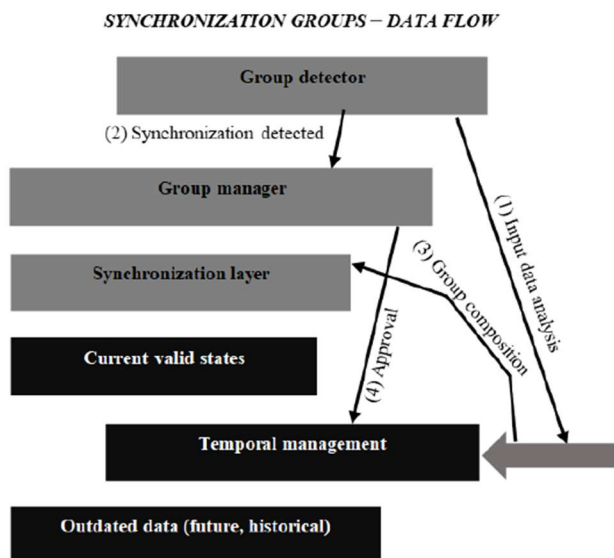 SYNCHRONIZATION GROUPS – DATA FLOW
Group detector
(2) Synchronization detected
Group manager
(1) Input data analysis
(3) Group composition
Synchronization layer
(4) Approval
Current valid states
Temporal management
Outdated data (future, historical)